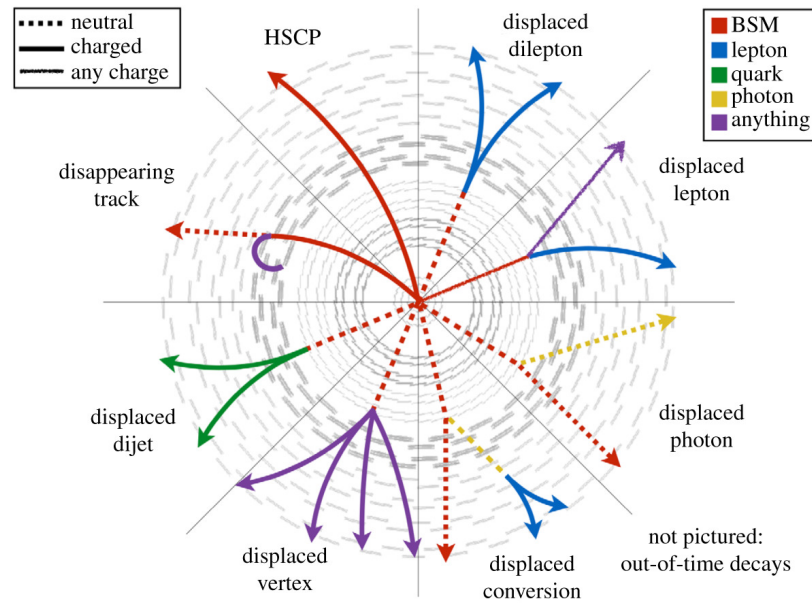 neutral
charged
any charge
HSCP
displaced
dilepton
BSM
lepton
quark
photon
anything
disappearing
track
displaced
lepton
displaced
dijet
displaced
photon
displaced
vertex
displaced
conversion
not pictured:
out-of-time decays